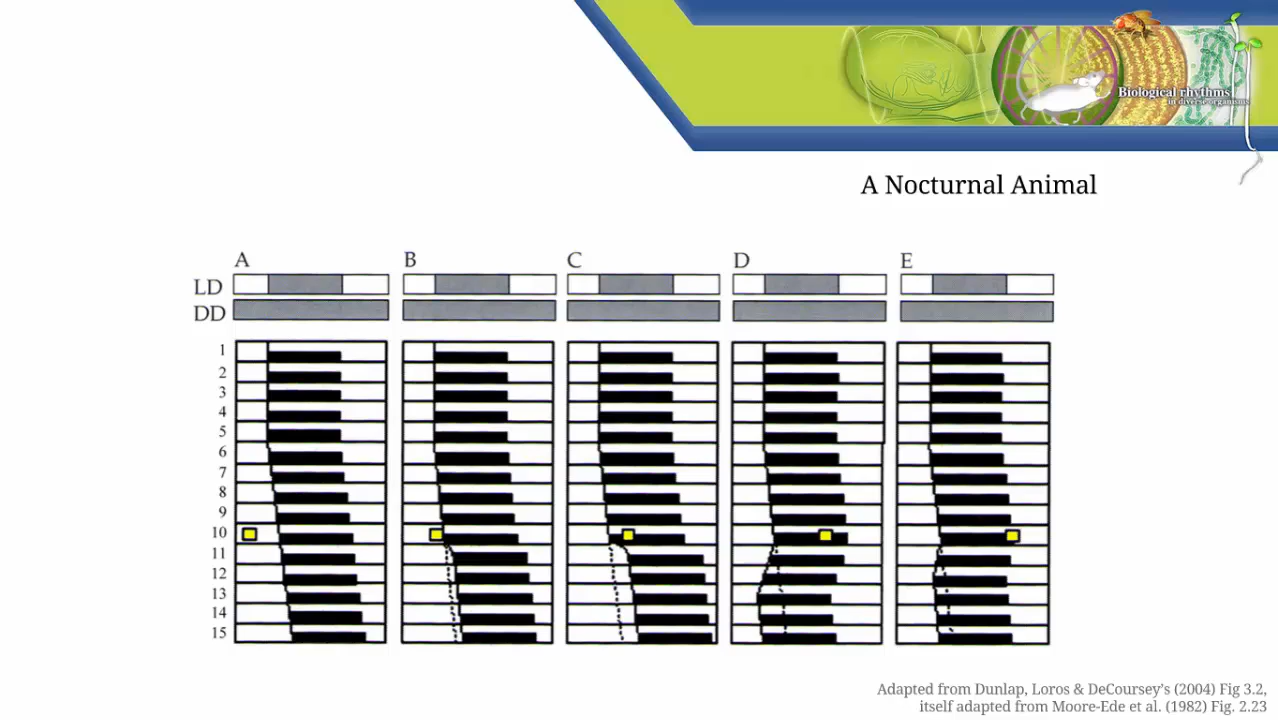 Biological rhythms
in diverse organisms
A Nocturnal Animal
A B C D E
LD
DD
1
2
3
4
5
6
7
8
9
10
11
12
13
14
15
Adapted from Dunlap, Loros & DeCoursey's (2004) Fig 3.2,
itself adapted from Moore-Ede et al. (1982) Fig. 2.23